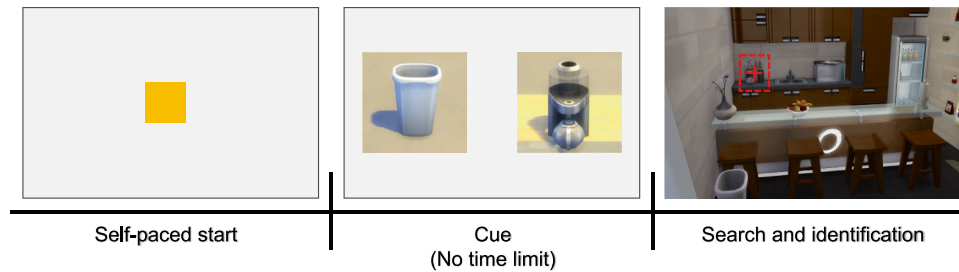 Self-paced start
Cue
(No time limit)
Search and identification